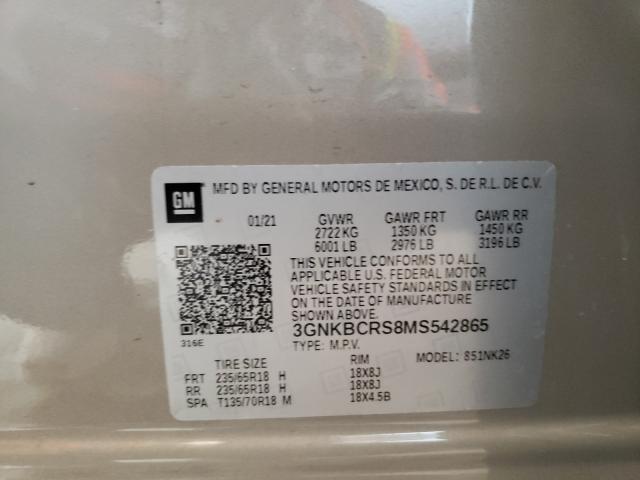 GM
MFD BY GENERAL MOTORS DE MEXICO, S. DE R.L. DE C.V.
01/21 GVWR GAWR FRT GAWR RR
2722 KG 1350 KG 1450 KG
6001 LB 2976 LB 3196 LB
THIS VEHICLE CONFORMS TO ALL
APPLICABLE U.S. FEDERAL MOTOR
VEHICLE SAFETY STANDARDS IN EFFECT
ON THE DATE OF MANUFACTURE
SHOWN ABOVE.
3GNKBCRS8MS542865
316E
TYPE: M.P.V. MODEL: 851NK26
TIRE SIZE RIM
FRT 235/65R18 H 18X8J
RR 235/65R18 H 18X8J
SPA T135/70R18 M 18X4.5B